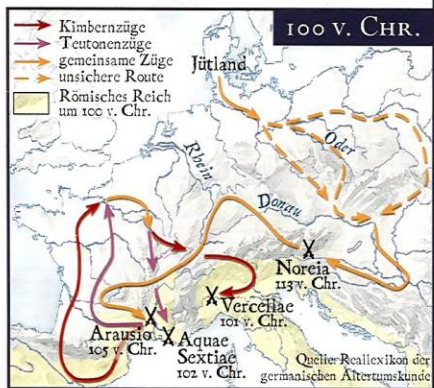 100 v. Chr.
Kimbernzüge
Teutonenzüge
gemeinsame Züge
unsichere Route
Römisches Reich
um 100 v. Chr.
Jütland
Oder
Rhein
Donau
Noreia
113 v. Chr.
Vercellae
101 v. Chr.
Arausio
105 v. Chr.
Aquae
Sextiae
102 v. Chr.
Quelle: Reallexikon der
germanischen Altertumskunde